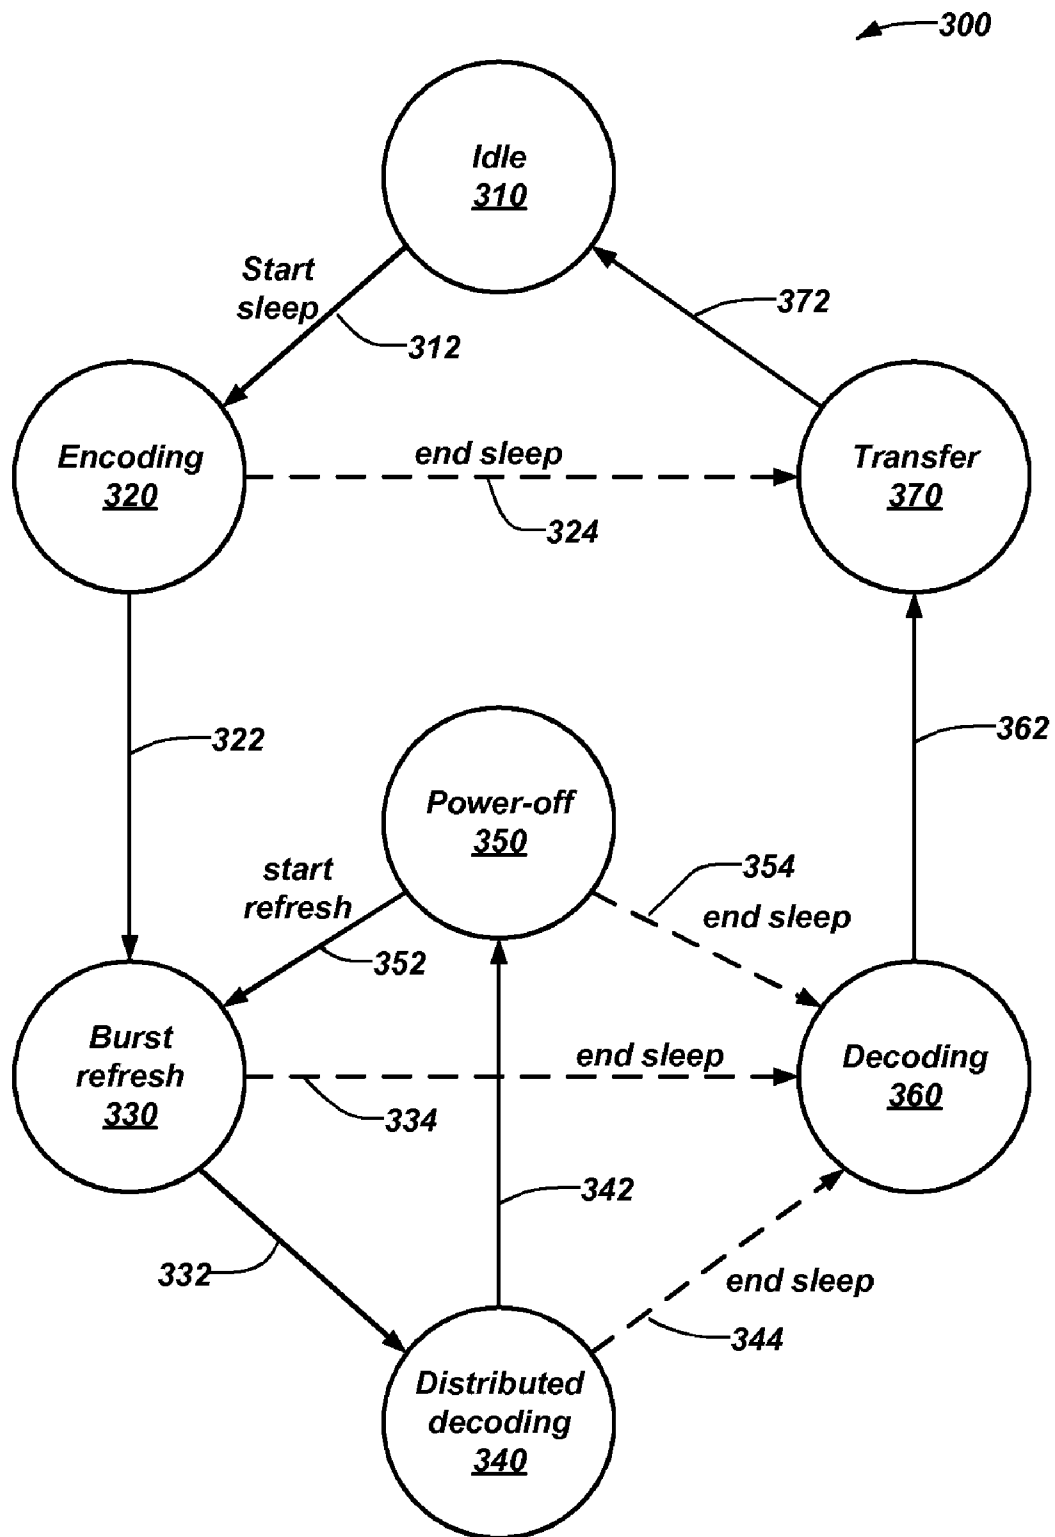 300
Idle
310
Start
sleep
312
372
Encoding
320
end sleep
324
Transfer
370
322
362
Power-off
350
start
refresh
352
354
end sleep
Burst
refresh
330
end sleep
334
Decoding
360
342
332
end sleep
344
Distributed
decoding
340